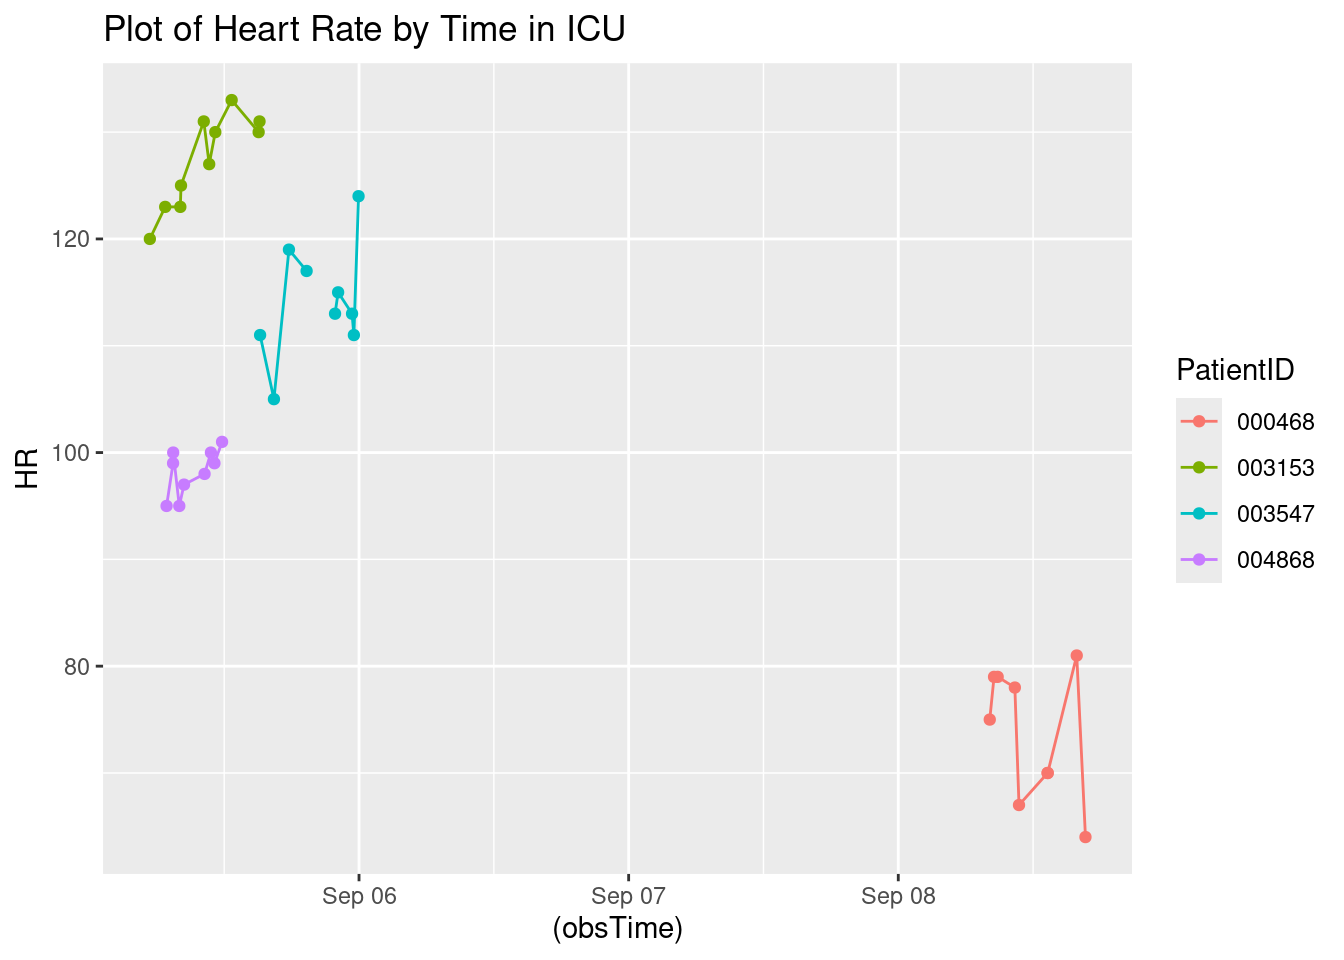 Plot of Heart Rate by Time in ICU
120
100
80
HR
Sep 06
Sep 07
Sep 08
(obsTime)
PatientID
000468
003153
003547
004868